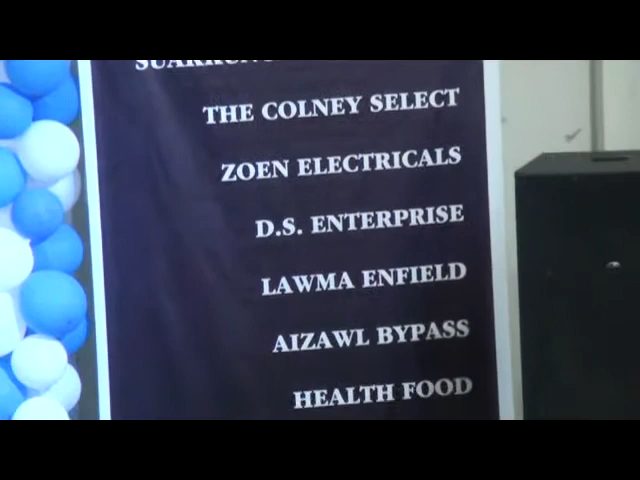 THE COLNEY SELECT
ZOEN ELECTRICALS
D.S. ENTERPRISE
LAWMA ENFIELD
AIZAWL BYPASS
HEALTH FOOD